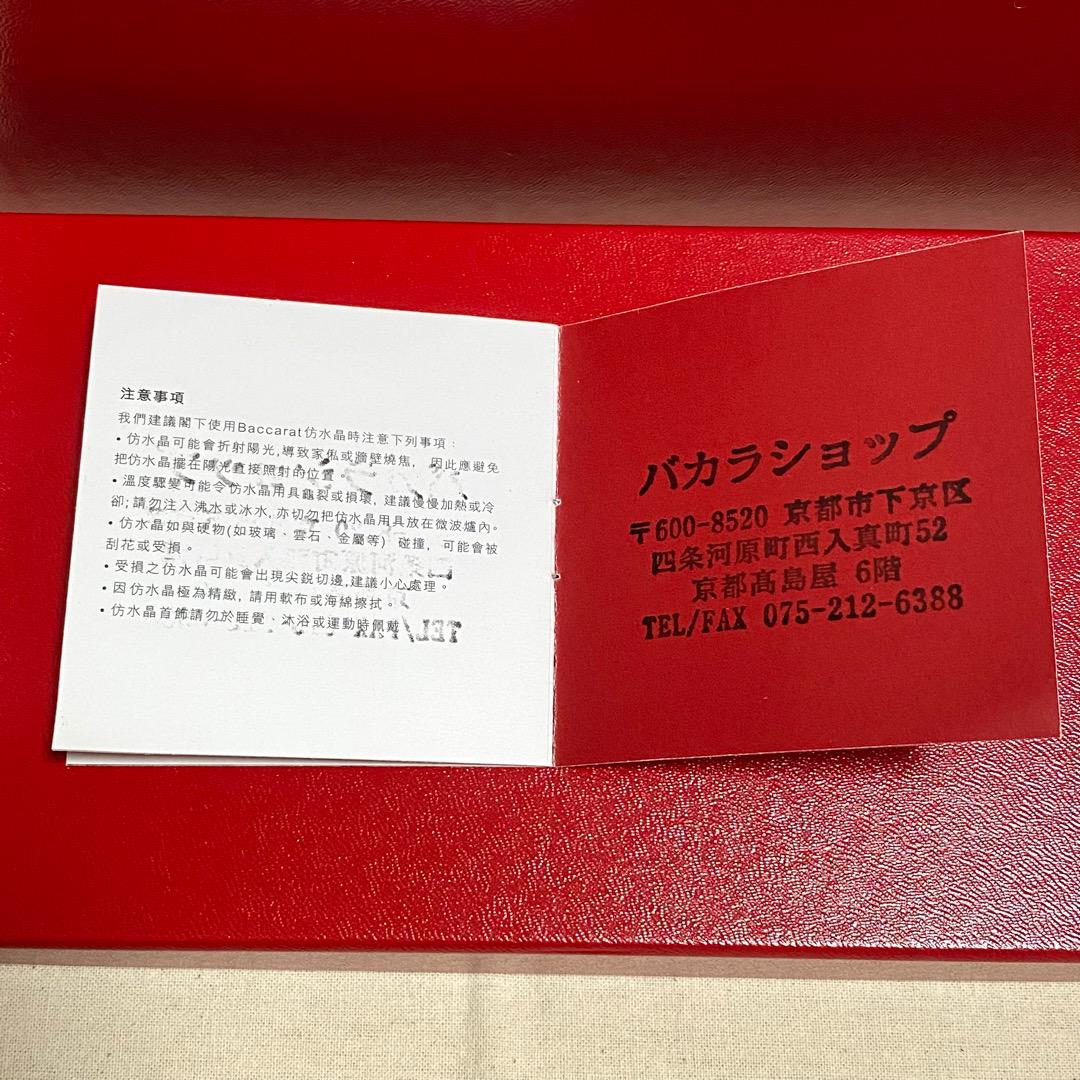 注意事項
我們建議閣下使用Baccarat仿水晶時注意下列事項：
• 仿水晶可能會折射陽光,導致家俬或牆壁燒焦， 因此應避免
把仿水晶擺在陽光直接照射的位置。
• 溫度驟變可能令仿水晶用具龜裂或損壞, 建議慢慢加熱或冷
卻; 請勿注入沸水或冰水, 亦切勿把仿水晶用具放在微波爐內。
• 仿水晶如與硬物(如玻璃、雲石、金屬等) 碰撞， 可能會被
刮花或受損。
• 受損之仿水晶可能會出現尖銳切邊,建議小心處理。
• 因仿水晶極為精緻, 請用軟布或海綿擦拭。
• 仿水晶首飾請勿於睡覺、沐浴或運動時佩戴
バカラショップ
〒600-8520 京都市下京区
四条河原町西入真町52
京都髙島屋 6階
TEL/FAX 075-212-6388